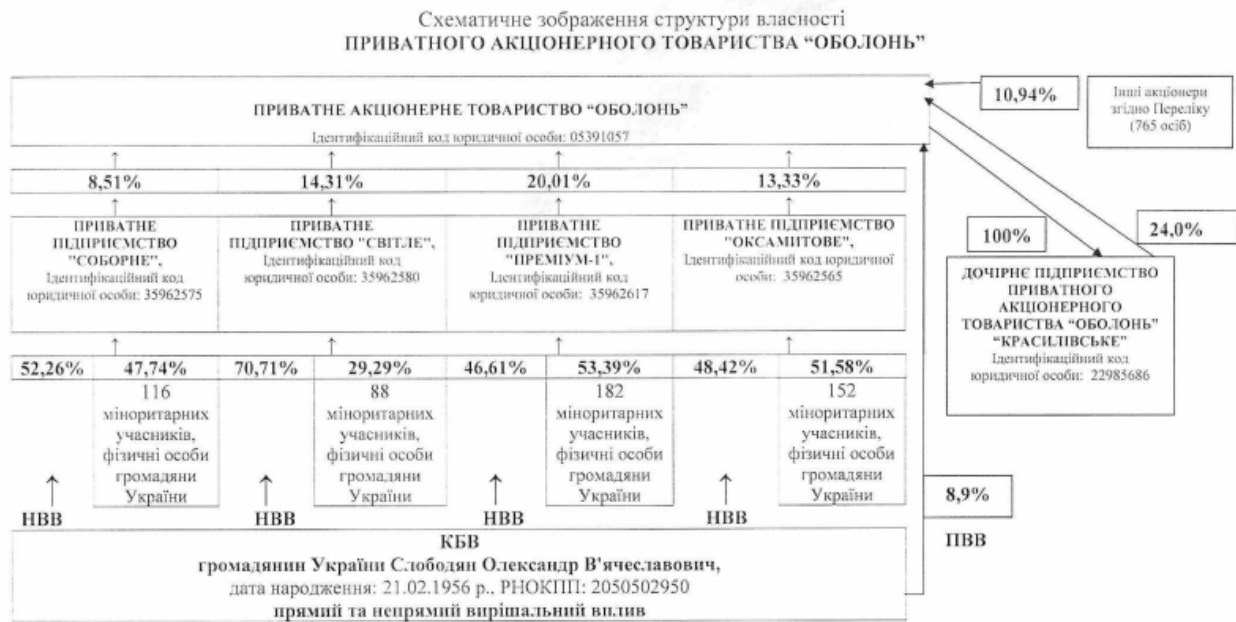 Схематичне зображення структури власності
ПРИВАТНОГО АКЦІОНЕРНОГО ТОВАРИСТВА “ОБОЛОНЬ”
ПРИВАТНЕ АКЦІОНЕРНЕ ТОВАРИСТВО “ОБОЛОНЬ”
Ідентифікаційний код юридичної особи: 05391057
10,94%
Інші акціонери
згідно Переліку
(765 осіб)
8,51%
14,31%
20,01%
13,33%
ПРИВАТНЕ
ПІДПРИЄМСТВО
"СОБОРНЕ",
Ідентифікаційний код
юридичної особи: 35962575
ПРИВАТНЕ
ПІДПРИЄМСТВО "СВІТЛЕ",
Ідентифікаційний код
юридичної особи: 35962580
ПРИВАТНЕ
ПІДПРИЄМСТВО
"ПРЕМІУМ-1",
Ідентифікаційний код
юридичної особи: 35962617
ПРИВАТНЕ ПІДПРИЄМСТВО
"ОКСАМИТОВЕ",
Ідентифікаційний код юридичної
особи: 35962565
100%
24,0%
ДОЧІРНЄ ПІДПРИЄМСТВО
ПРИВАТНОГО
АКЦІОНЕРНОГО
ТОВАРИСТВА “ОБОЛОНЬ”
“КРАСИЛІВСЬКЕ”
Ідентифікаційний код
юридичної особи: 22985686
52,26%
47,74%
70,71%
29,29%
46,61%
53,39%
48,42%
51,58%
116
міноритарних
учасників,
фізичні особи
громадяни
України
88
міноритарних
учасників,
фізичні особи
громадяни
України
182
міноритарних
учасників,
фізичні особи
громадяни
України
152
міноритарних
учасників,
фізичні особи
громадяни
України
НВВ
НВВ
НВВ
НВВ
8,9%
ПВВ
КБВ
громадянин України Слободян Олександр В'ячеславович,
дата народження: 21.02.1956 р., РНОКПП: 2050502950
прямий та непрямий вирішальний вплив